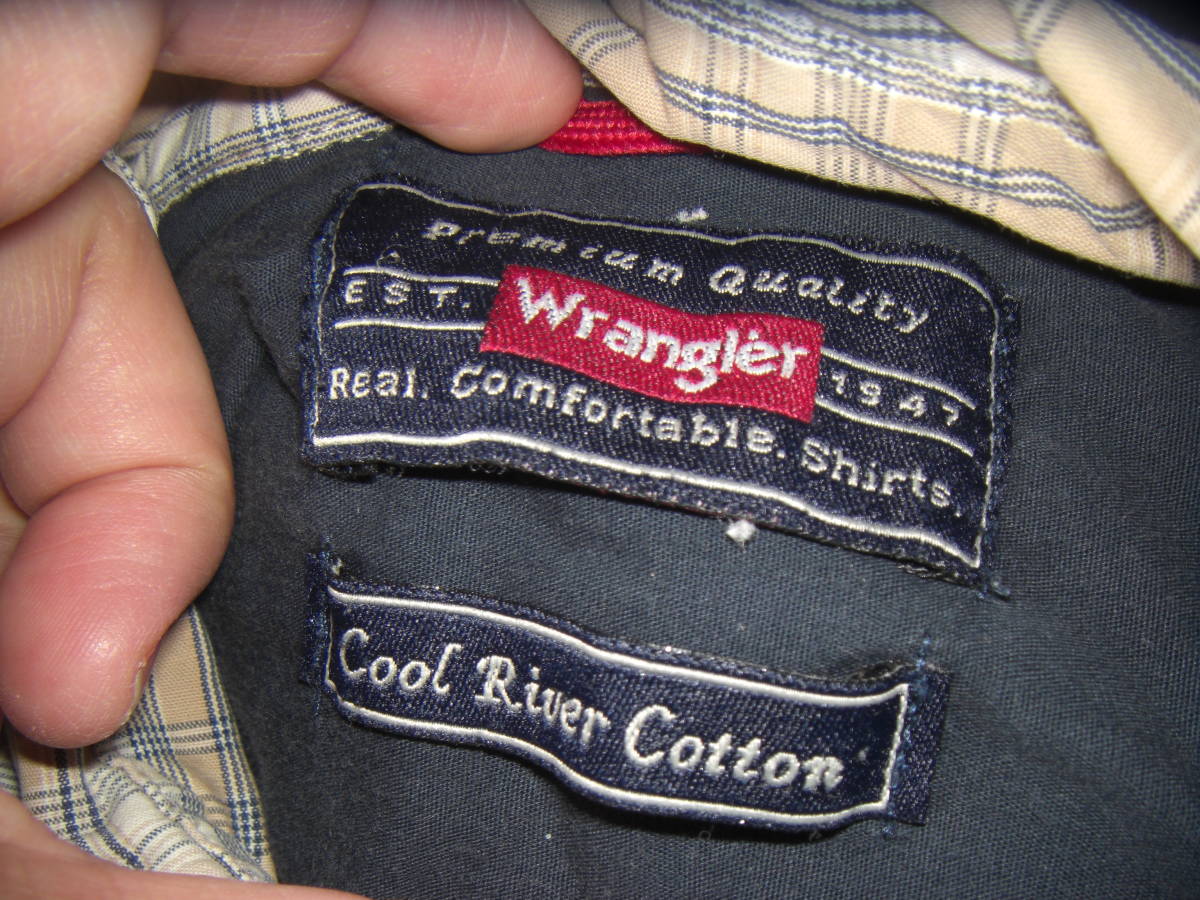 Premium Quality
EST. Wrangler 1947
Real. Comfortable. Shirts.
Cool River Cotton